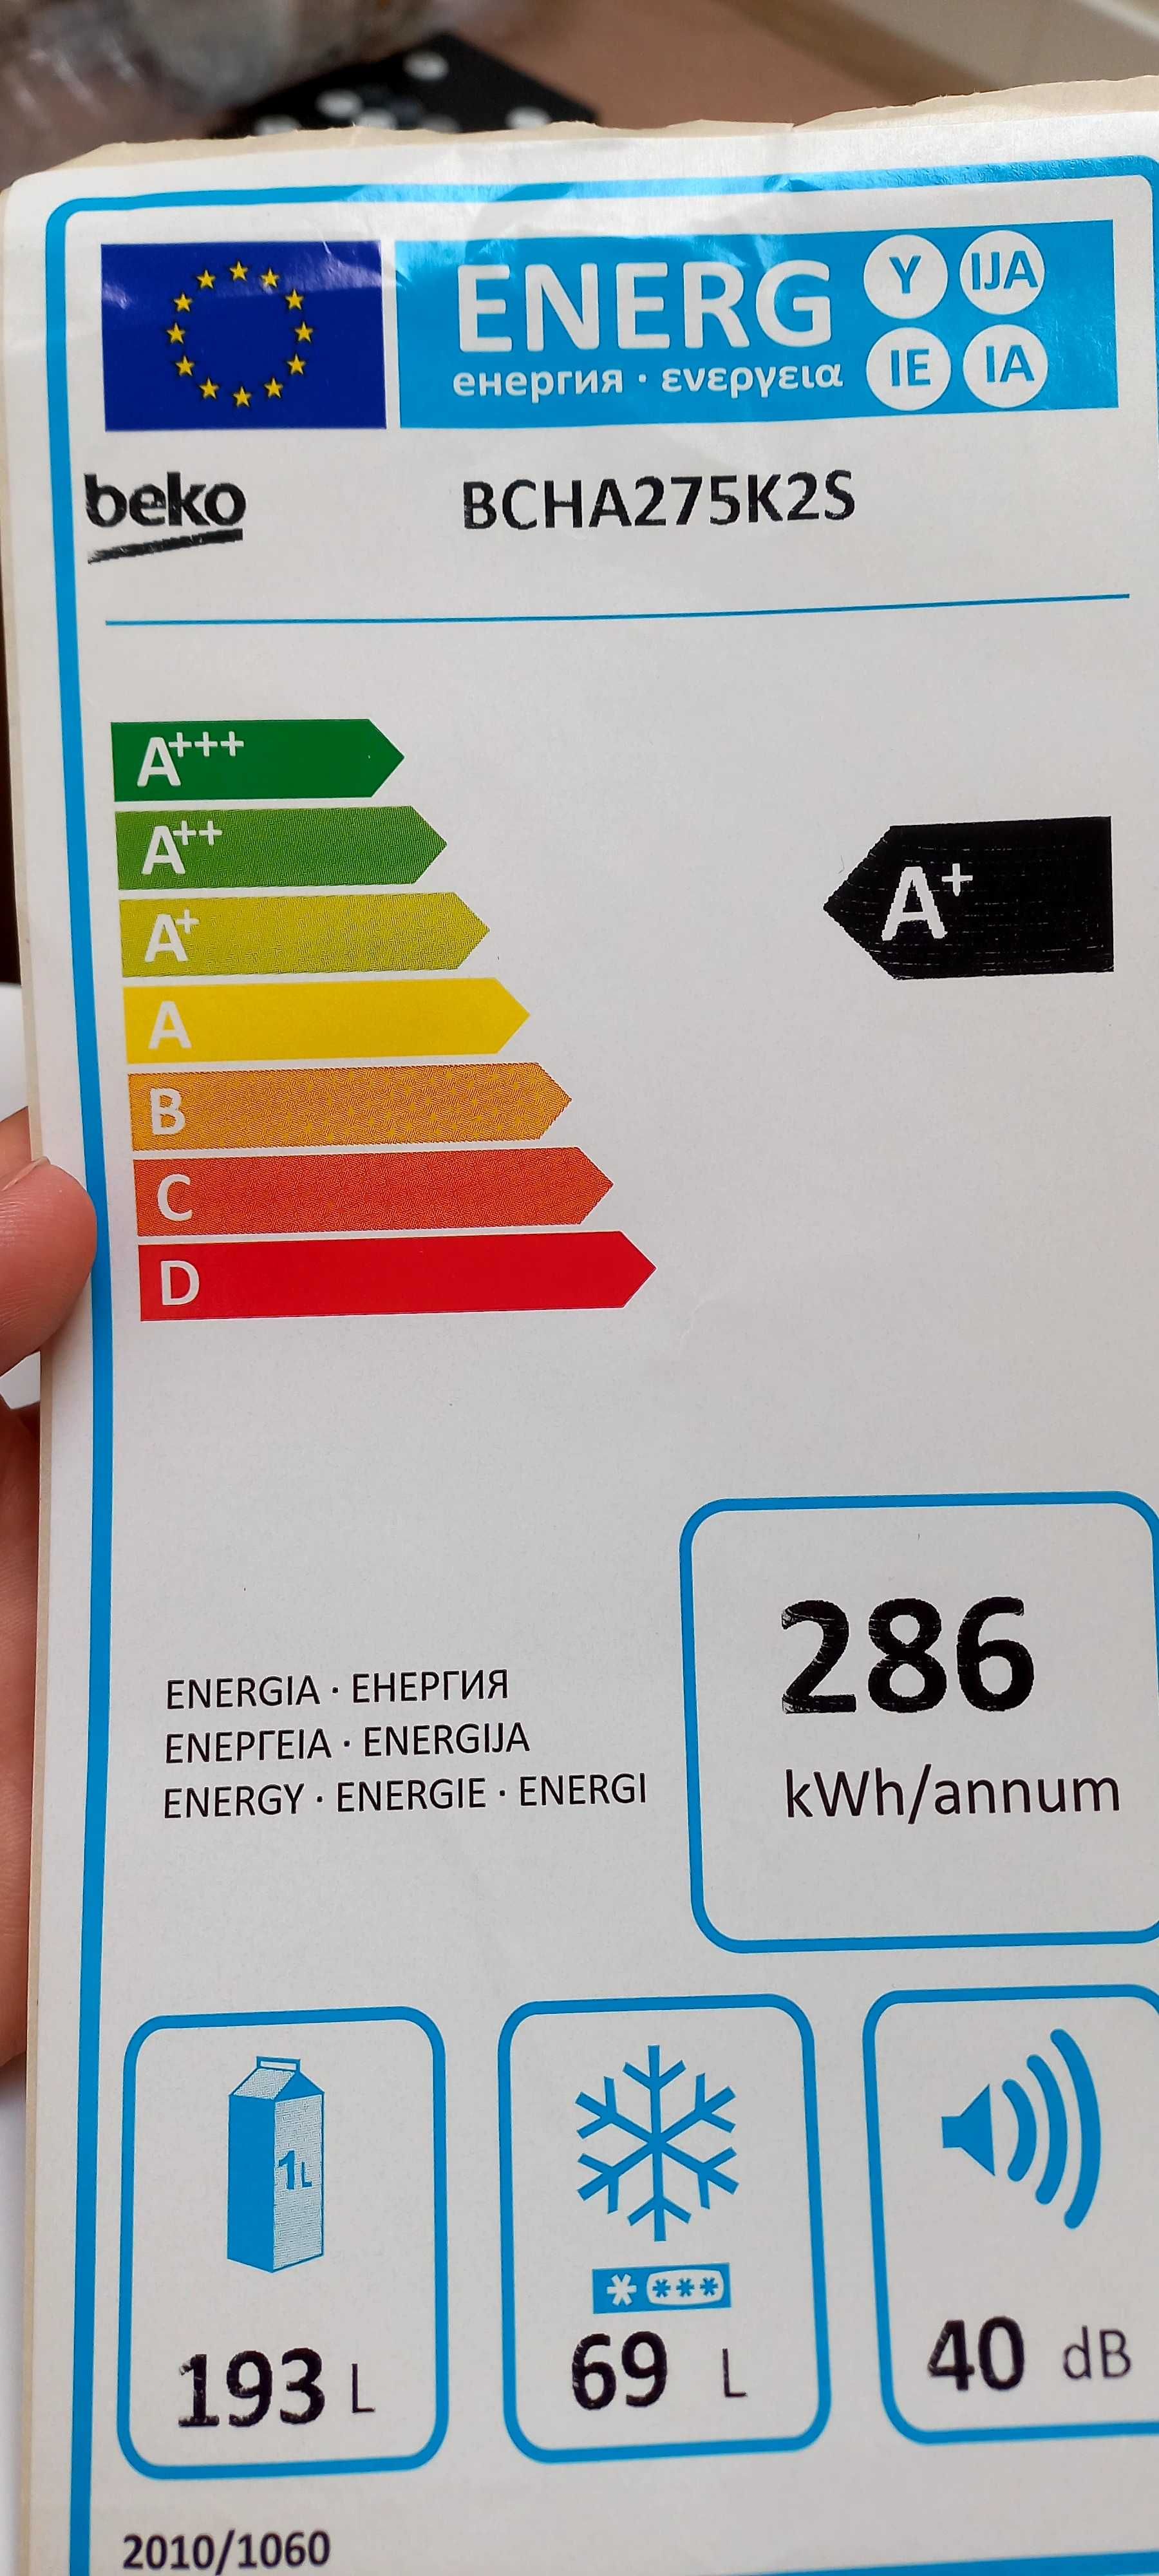 ENERG Y IJA
енергия · ενεργεια IE IA
beko BCHA275K2S
A+++
A++
A+
A+
A
B
C
D
286
kWh/annum
ENERGIA · ЕНЕРГИЯ
ΕΝΕΡΓΕΙΑ · ENERGIJA
ENERGY · ENERGIE · ENERGI
1L
193 L
69 L
40 dB
2010/1060